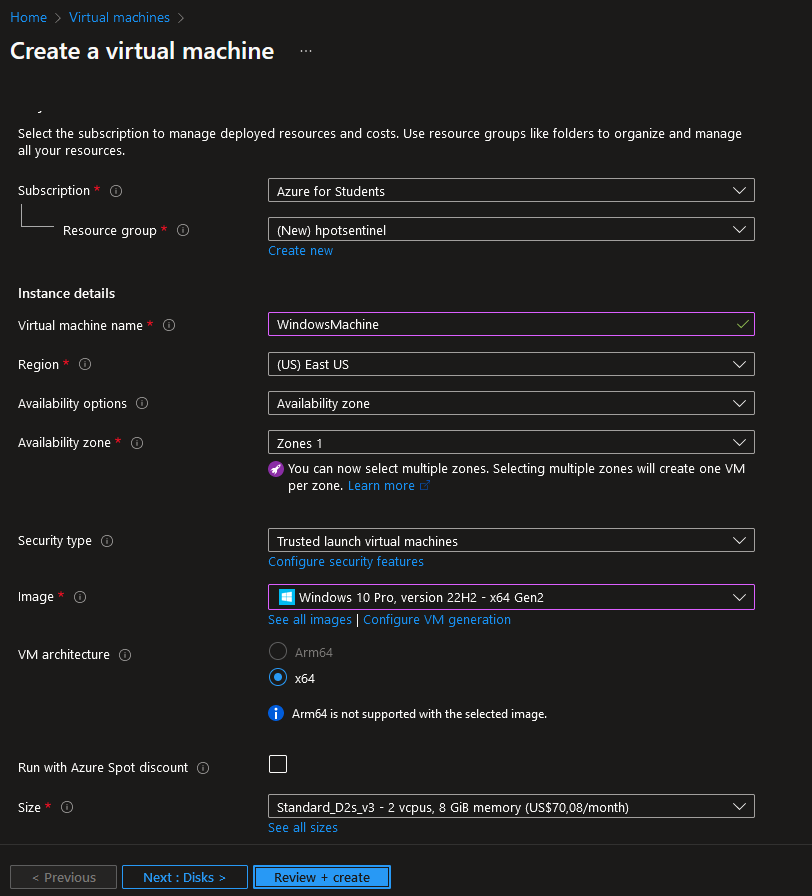 Home > Virtual machines >
Create a virtual machine ...
Select the subscription to manage deployed resources and costs. Use resource groups like folders to organize and manage
all your resources.
Subscription *
Azure for Students
Resource group *
(New) hpotsentinel
Create new
Instance details
Virtual machine name *
WindowsMachine
Region *
(US) East US
Availability options
Availability zone
Availability zone *
Zones 1
You can now select multiple zones. Selecting multiple zones will create one VM
per zone. Learn more
Security type
Trusted launch virtual machines
Configure security features
Image *
Windows 10 Pro, version 22H2 - x64 Gen2
See all images | Configure VM generation
VM architecture
Arm64
x64
Arm64 is not supported with the selected image.
Run with Azure Spot discount
Size *
Standard_D2s_v3 - 2 vcpus, 8 GiB memory (US$70,08/month)
See all sizes
< Previous
Next : Disks >
Review + create